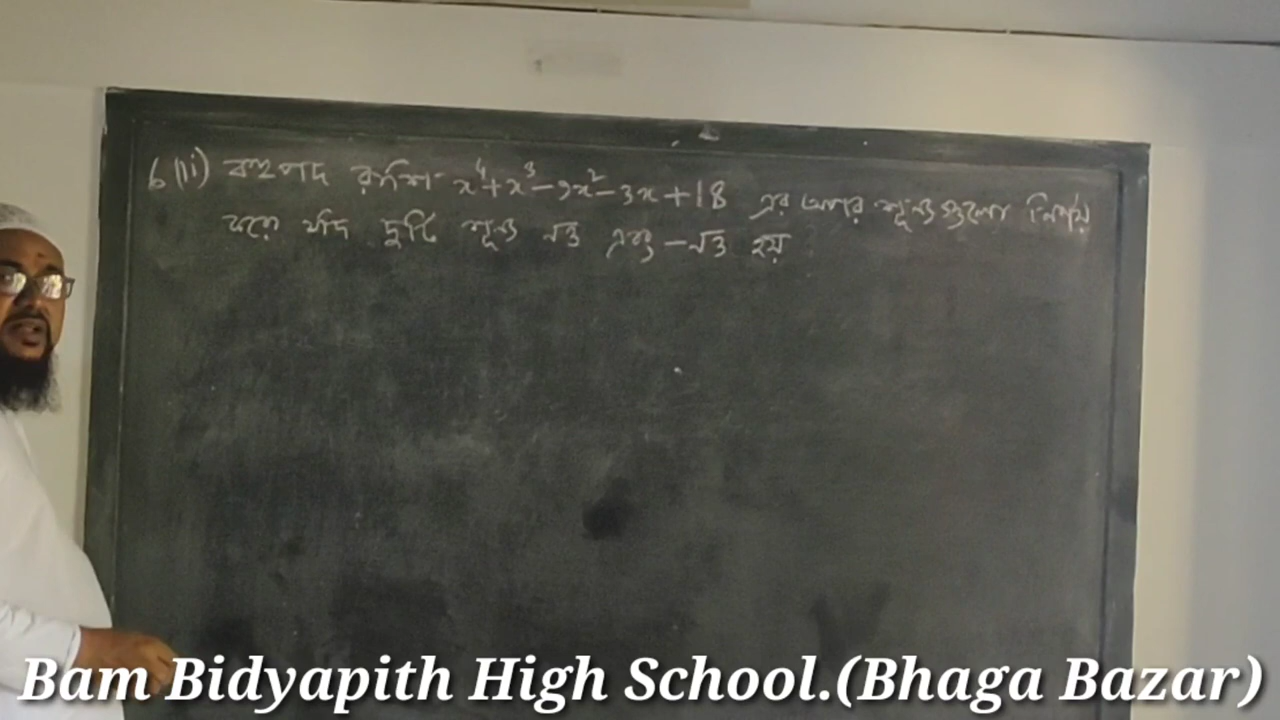 6 (ii) বহুপদ রাশি x⁴+x³-9x²-3x+18 এর অপর শূন্যগুলো নির্ণয়
করো যদি দুটি শূন্য √3 এবং -√3 হয়
Bam Bidyapith High School.(Bhaga Bazar)